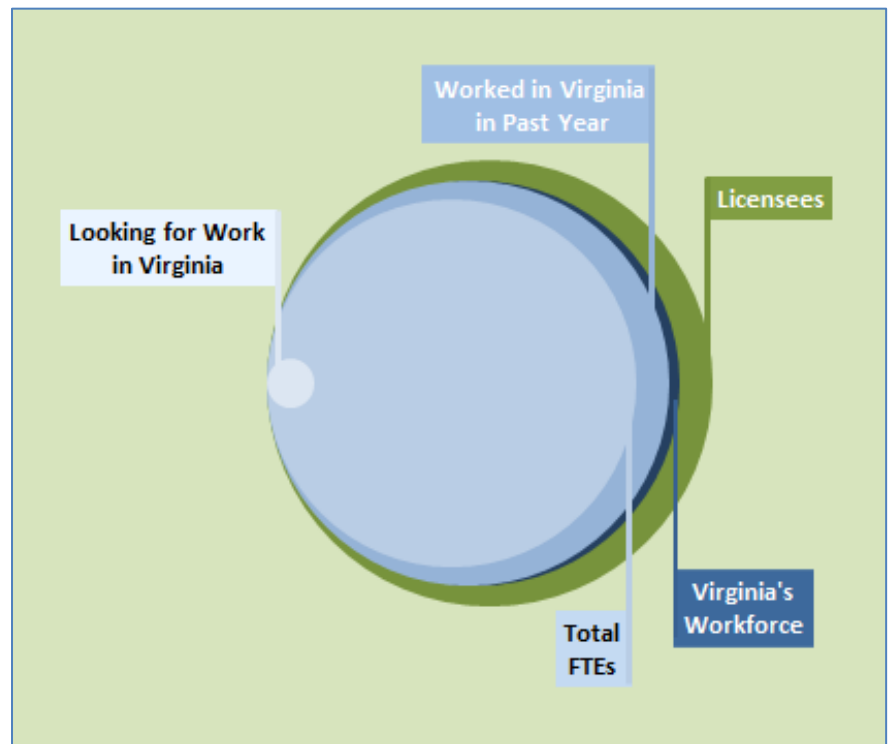 Worked in Virginia
in Past Year
Licensees
Looking for Work
in Virginia
Virginia's
Workforce
Total
FTEs